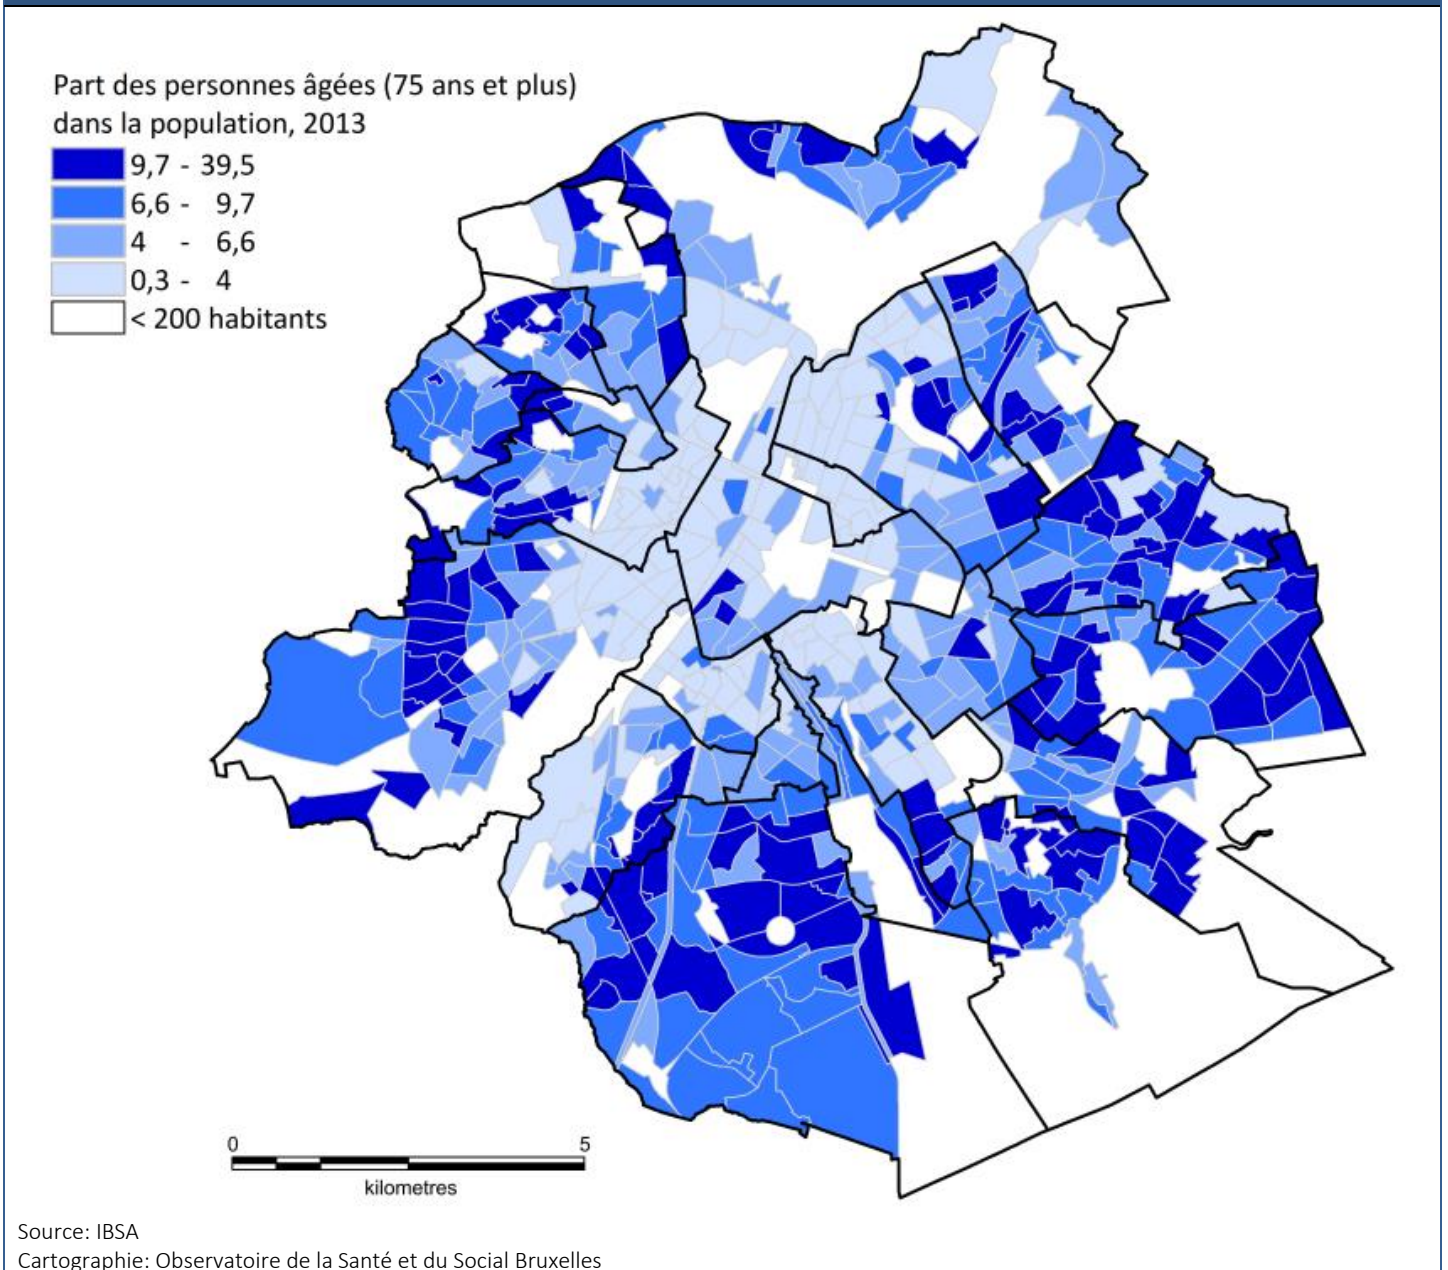 Part des personnes âgées (75 ans et plus)
dans la population, 2013
9,7 - 39,5
6,6 - 9,7
4 - 6,6
0,3 - 4
< 200 habitants
0 5
kilometres
Source: IBSA
Cartographie: Observatoire de la Santé et du Social Bruxelles